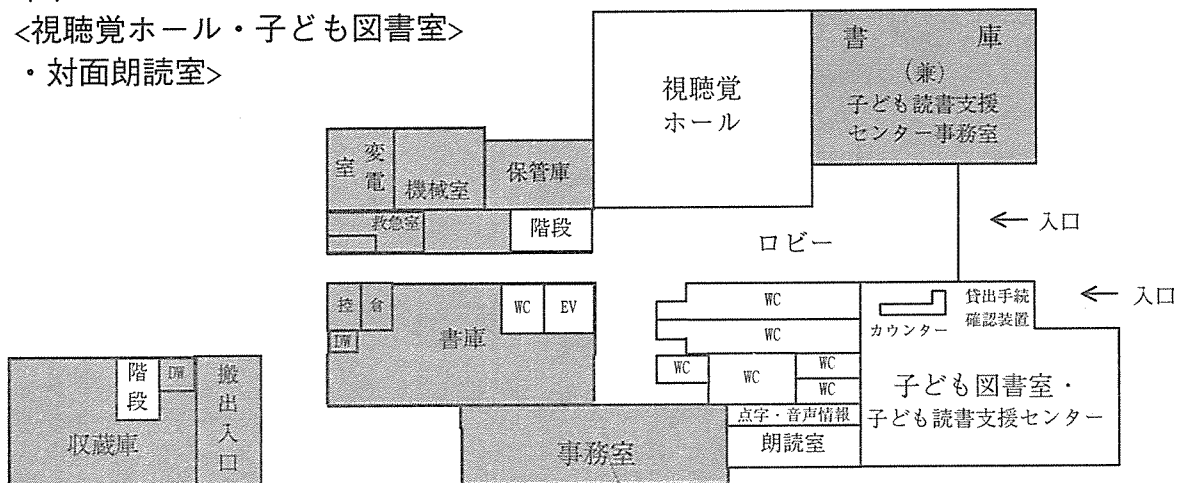 <視聴覚ホール・子ども図書室>
・対面朗読室>
書 庫
(兼)
子ども読書支援
センター事務室
視聴覚
ホール
変電室
機械室
保管庫
救急室
階段
ロビー
← 入口
← 入口
控
倉
WC
EV
DW
書庫
WC
WC
WC
WC
WC
WC
カウンター
貸出手続
確認装置
子ども図書室・
子ども読書支援センター
点字・音声情報
朗読室
事務室
階段
DW
搬出入口
収蔵庫